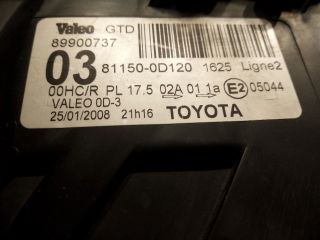 Valeo GTD
89900737
03 81150-0D120 1625 Ligne2
00HC/R PL 17.5 02A 01 1a E2 05044
VALEO 0D-3
25/01/2008 21h16 TOYOTA